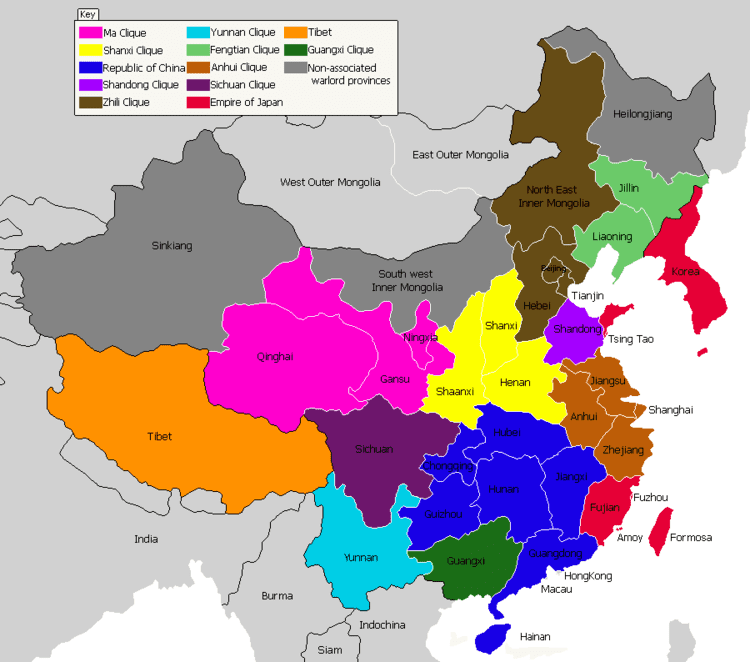 Key
Ma Clique
Yunnan Clique
Tibet
Shanxi Clique
Fengtian Clique
Guangxi Clique
Republic of China
Anhui Clique
Non-associated
warlord provinces
Shandong Clique
Sichuan Clique
Zhili Clique
Empire of Japan
Heilongjiang
East Outer Mongolia
West Outer Mongolia
Jillin
North East
Inner Mongolia
Liaoning
Sinkiang
Beijing
Korea
South west
Inner Mongolia
Tianjin
Hebei
Shanxi
Shandong
Ningxia
Tsing Tao
Qinghai
Gansu
Jiangsu
Henan
Shaanxi
Shanghai
Anhui
Tibet
Hubei
Sichuan
Zhejiang
Chongqing
Kangxi
Hunan
Fuzhou
Fujian
Guizhou
India
Amoy
Formosa
Guangdong
Yunnan
Guangxi
HongKong
Macau
Burma
Indochina
Hainan
Siam